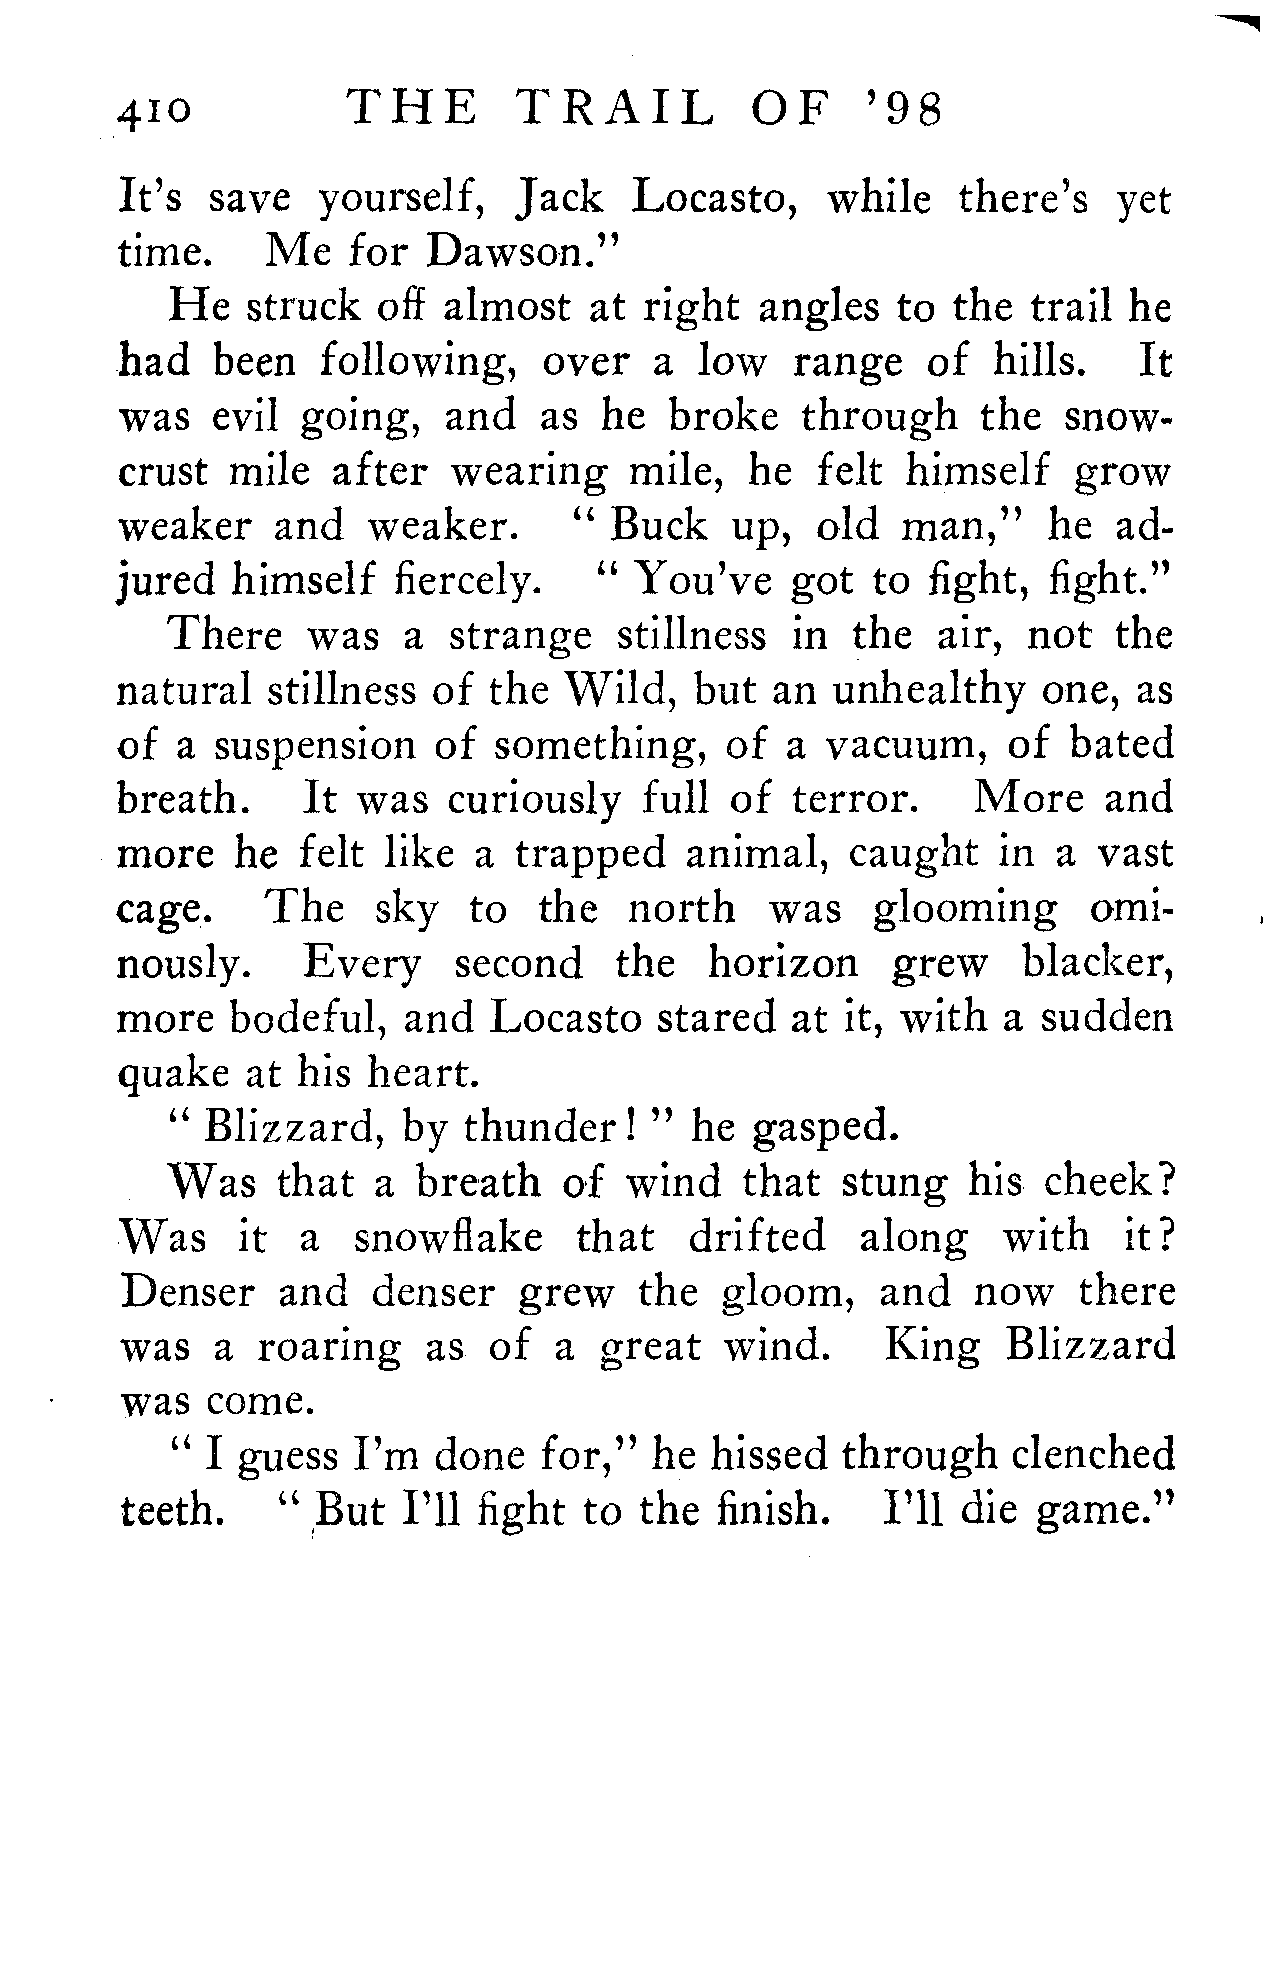 410 THE TRAIL OF '98
It's save yourself, Jack Locasto, while there's yet
time. Me for Dawson."
He struck off almost at right angles to the trail he
had been following, over a low range of hills. It
was evil going, and as he broke through the snow-
crust mile after wearing mile, he felt himself grow
weaker and weaker. "Buck up, old man," he ad-
jured himself fiercely. "You've got to fight, fight."
There was a strange stillness in the air, not the
natural stillness of the Wild, but an unhealthy one, as
of a suspension of something, of a vacuum, of bated
breath. It was curiously full of terror. More and
more he felt like a trapped animal, caught in a vast
cage. The sky to the north was glooming omi-
nously. Every second the horizon grew blacker,
more bodeful, and Locasto stared at it, with a sudden
quake at his heart.
"Blizzard, by thunder!" he gasped.
Was that a breath of wind that stung his cheek?
Was it a snowflake that drifted along with it?
Denser and denser grew the gloom, and now there
was a roaring as of a great wind. King Blizzard
was come.
"I guess I'm done for," he hissed through clenched
teeth. "But I'll fight to the finish. I'll die game."